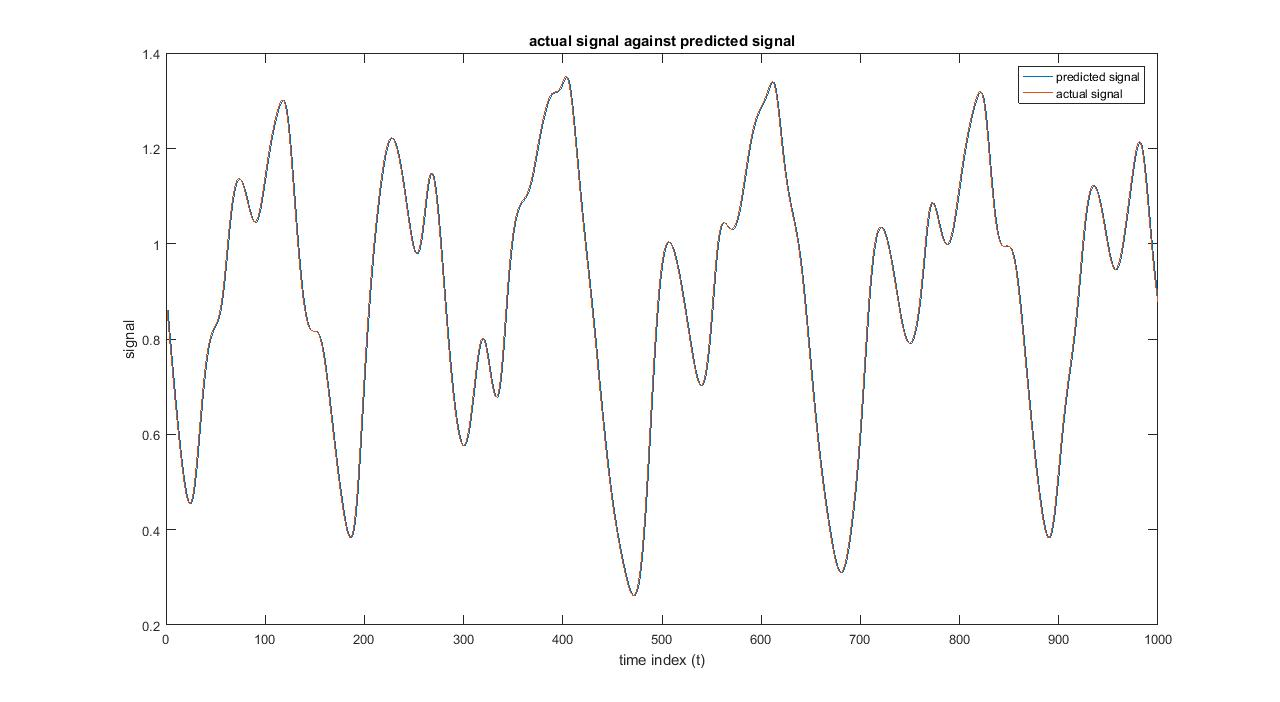 actual signal against predicted signal
1.4
predicted signal
actual signal
1.2
1
0.8
signal
0.6
0.4
0.2
0 100 200 300 400 500 600 700 800 900 1000
time index (t)